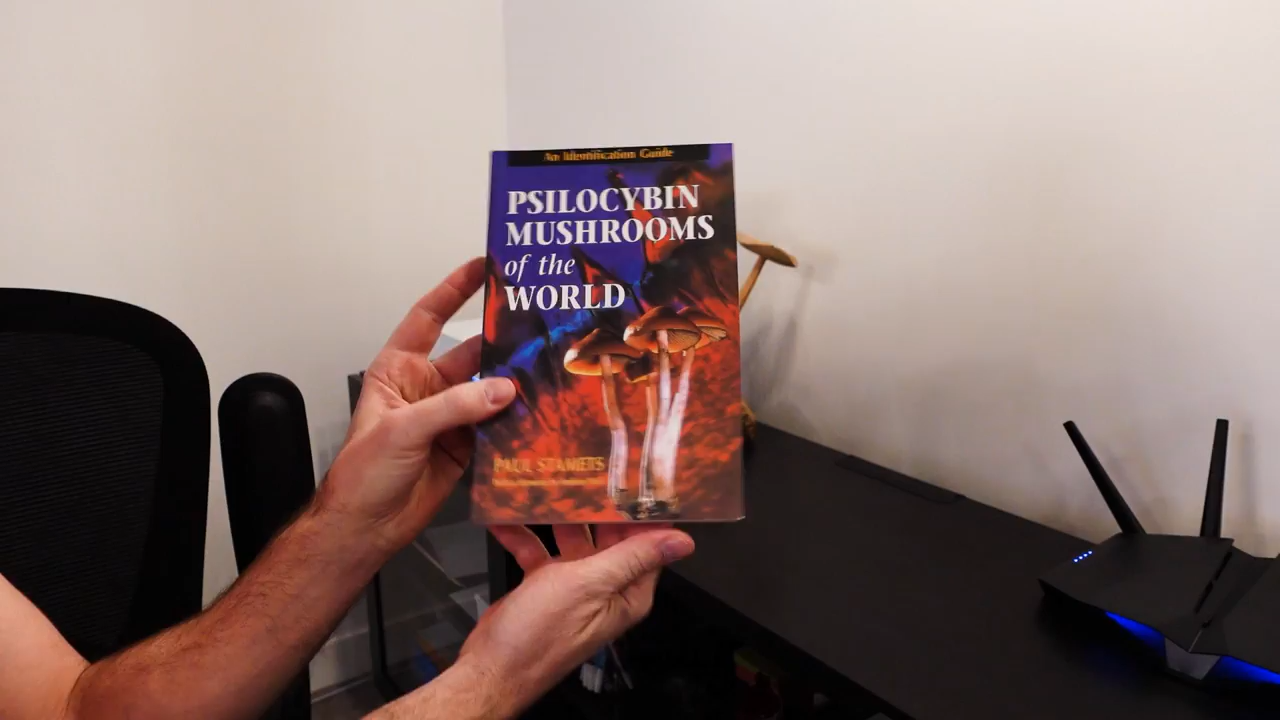 An Identification Guide
PSILOCYBIN
MUSHROOMS
of the
WORLD
PAUL STAMETS